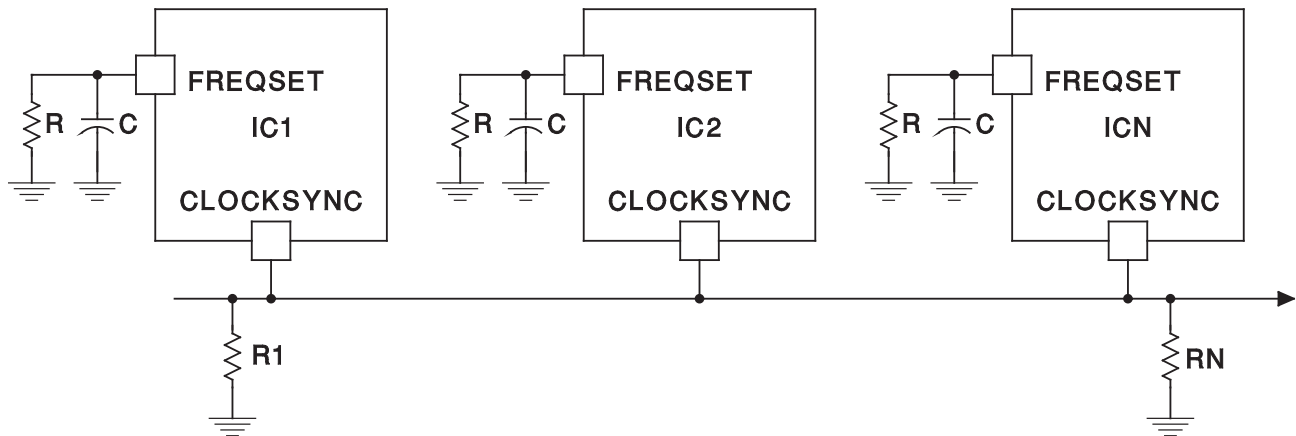 FREQSET
R
C
IC1
CLOCKSYNC
FREQSET
R
C
IC2
CLOCKSYNC
FREQSET
R
C
ICN
CLOCKSYNC
R1
RN